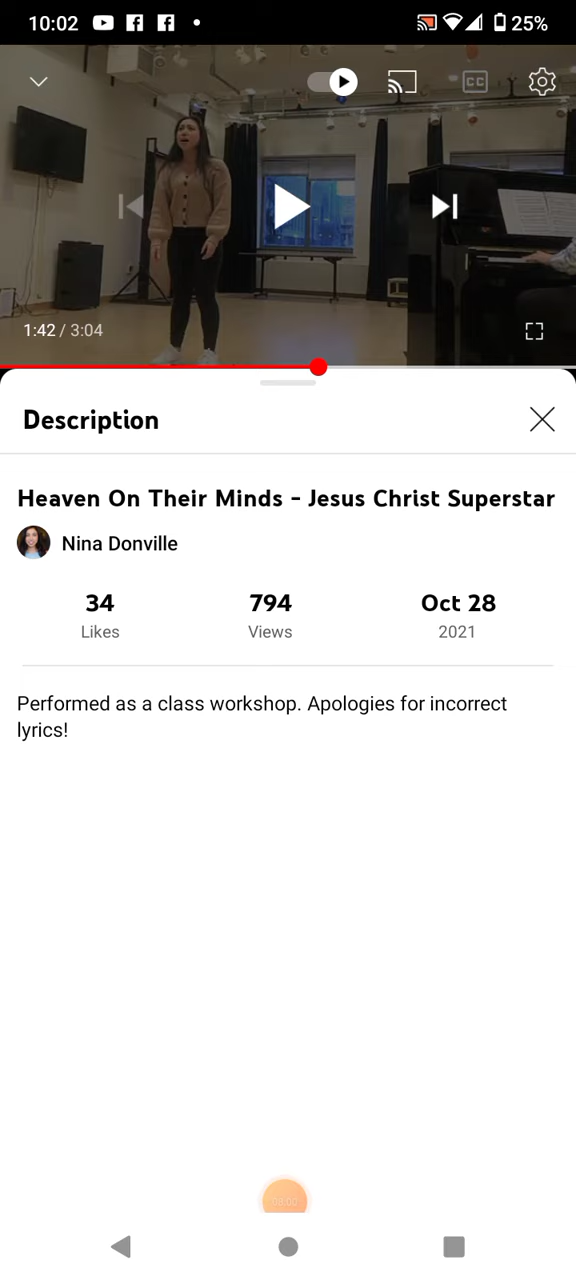 10:02
25%
CC
1:42 / 3:04
Description
Heaven On Their Minds - Jesus Christ Superstar
Nina Donville
34
794
Oct 28
Likes
Views
2021
Performed as a class workshop. Apologies for incorrect
lyrics!